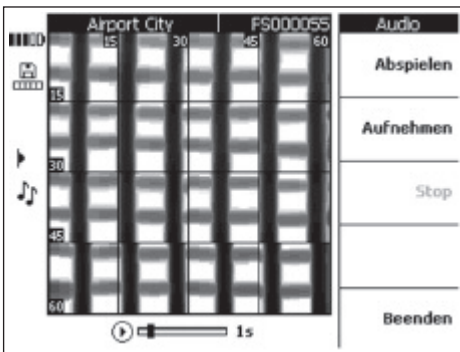 Airport City FS000055 Audio
15 30 45 60
Abspielen
15
Aufnehmen
30
Stop
45
60
Beenden
1s